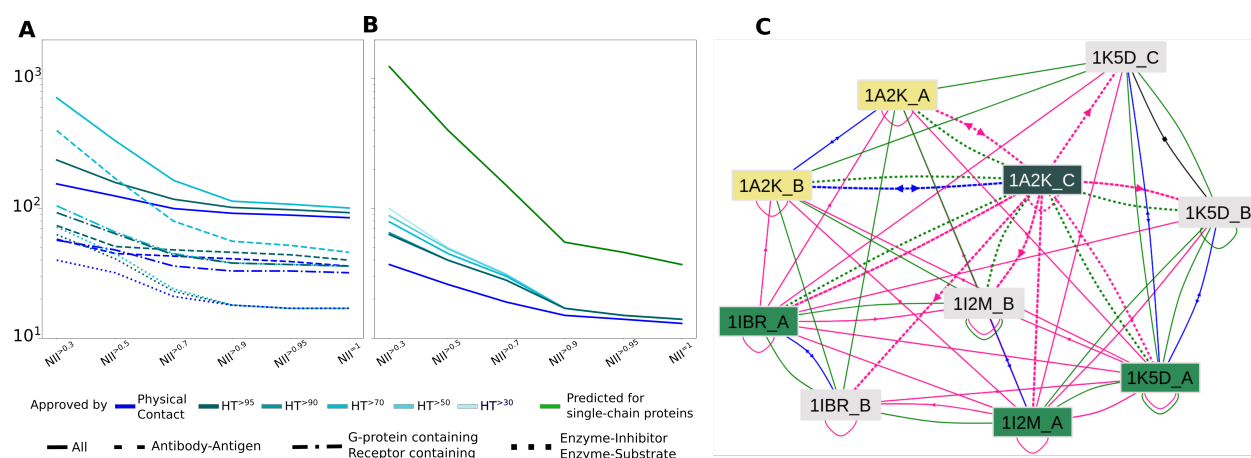 A
B
C
10³
10²
10¹
NII>0.3
NII>0.5
NII>0.7
NII>0.9
NII>0.95
NII=1
NII>0.3
NII>0.5
NII>0.7
NII>0.9
NII>0.95
NII=1
1K5D_C
1A2K_A
1A2K_B
1A2K_C
1K5D_B
1I2M_B
1IBR_A
1K5D_A
1IBR_B
1I2M_A
Approved by
Physical
Contact
HT>95
HT>90
HT>70
HT>50
HT>30
Predicted for
single-chain proteins
All
Antibody-Antigen
G-protein containing
Receptor containing
Enzyme-Inhibitor
Enzyme-Substrate